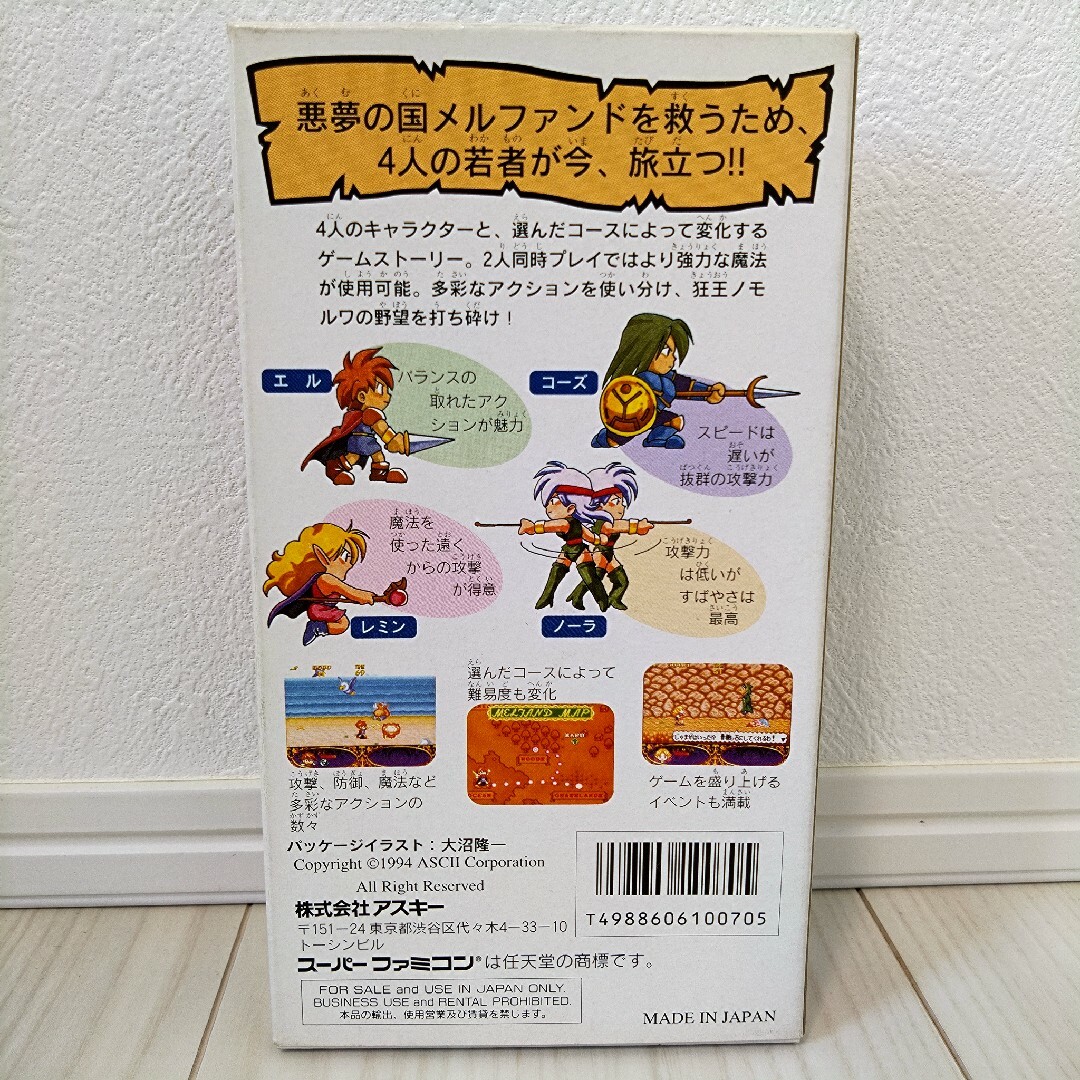 悪夢の国メルファンドを救うため、
4人の若者が今、旅立つ!!
4人のキャラクターと、選んだコースによって変化する
ゲームストーリー。2人同時プレイではより強力な魔法
が使用可能。多彩なアクションを使い分け、狂王ノモ
ルワの野望を打ち砕け！
エル
バランスの
取れたアク
ションが魅力
コーズ
スピードは
遅いが
抜群の攻撃力
魔法を
使った遠く
からの攻撃
が得意
レミン
攻撃力
は低いが
すばやさは
最高
ノーラ
選んだコースによって
難易度も変化
MELFAND MAP
攻撃、防御、魔法など
多彩なアクションの
数々
ゲームを盛り上げる
イベントも満載
パッケージイラスト：大沼隆一
Copyright ©1994 ASCII Corporation
All Right Reserved
株式会社アスキー
〒151-24 東京都渋谷区代々木4-33-10
トーシンビル
スーパーファミコン®は任天堂の商標です。
T4988606100705
FOR SALE and USE IN JAPAN ONLY.
BUSINESS USE and RENTAL PROHIBITED.
本品の輸出、使用営業及び賃貸を禁じます。
MADE IN JAPAN